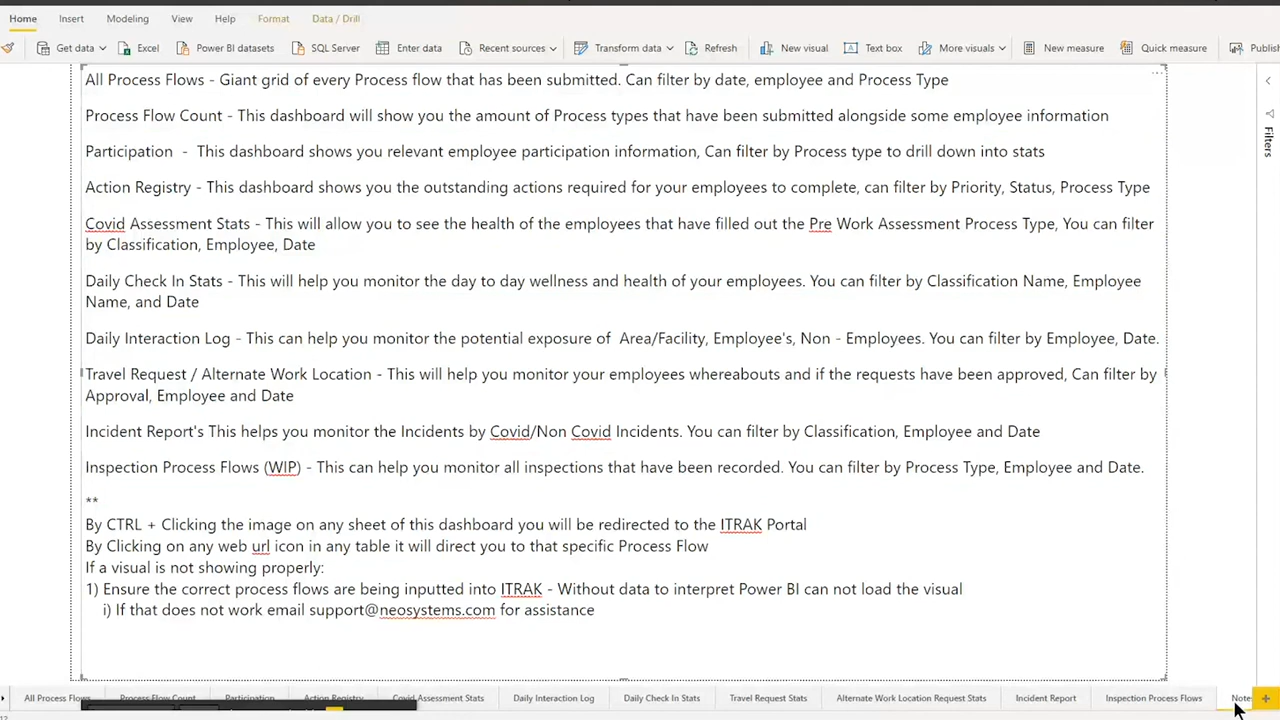 Home Insert Modeling View Help Format Data / Drill
Get data Excel Power BI datasets SQL Server Enter data Recent sources Transform data Refresh New visual Text box More visuals New measure Quick measure Publish
All Process Flows - Giant grid of every Process flow that has been submitted. Can filter by date, employee and Process Type
Process Flow Count - This dashboard will show you the amount of Process types that have been submitted alongside some employee information
Participation - This dashboard shows you relevant employee participation information, Can filter by Process type to drill down into stats
Action Registry - This dashboard shows you the outstanding actions required for your employees to complete, can filter by Priority, Status, Process Type
Covid Assessment Stats - This will allow you to see the health of the employees that have filled out the Pre Work Assessment Process Type, You can filter
by Classification, Employee, Date
Daily Check In Stats - This will help you monitor the day to day wellness and health of your employees. You can filter by Classification Name, Employee
Name, and Date
Daily Interaction Log - This can help you monitor the potential exposure of Area/Facility, Employee's, Non - Employees. You can filter by Employee, Date.
Travel Request / Alternate Work Location - This will help you monitor your employees whereabouts and if the requests have been approved, Can filter by
Approval, Employee and Date
Incident Report's This helps you monitor the Incidents by Covid/Non Covid Incidents. You can filter by Classification, Employee and Date
Inspection Process Flows (WIP) - This can help you monitor all inspections that have been recorded. You can filter by Process Type, Employee and Date.
**
By CTRL + Clicking the image on any sheet of this dashboard you will be redirected to the ITRAK Portal
By Clicking on any web url icon in any table it will direct you to that specific Process Flow
If a visual is not showing properly:
1) Ensure the correct process flows are being inputted into ITRAK - Without data to interpret Power BI can not load the visual
i) If that does not work email support@neosystems.com for assistance
Filters
All Process Flows Process Flow Count Participation Action Registry Covid Assessment Stats Daily Interaction Log Daily Check In Stats Travel Request Stats Alternate Work Location Request Stats Incident Report Inspection Process Flows Note